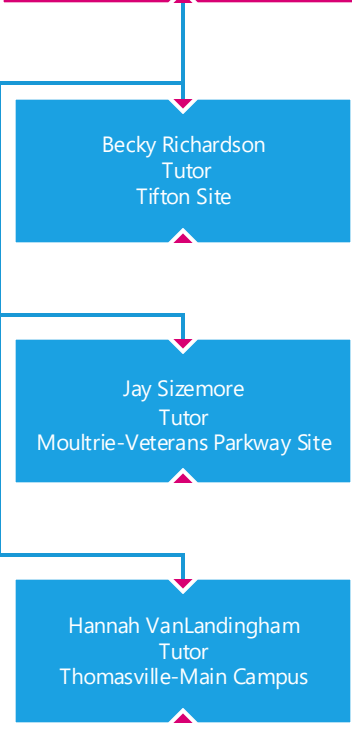 Becky Richardson
Tutor
Tifton Site
Jay Sizemore
Tutor
Moultrie-Veterans Parkway Site
Hannah VanLandingham
Tutor
Thomasville-Main Campus